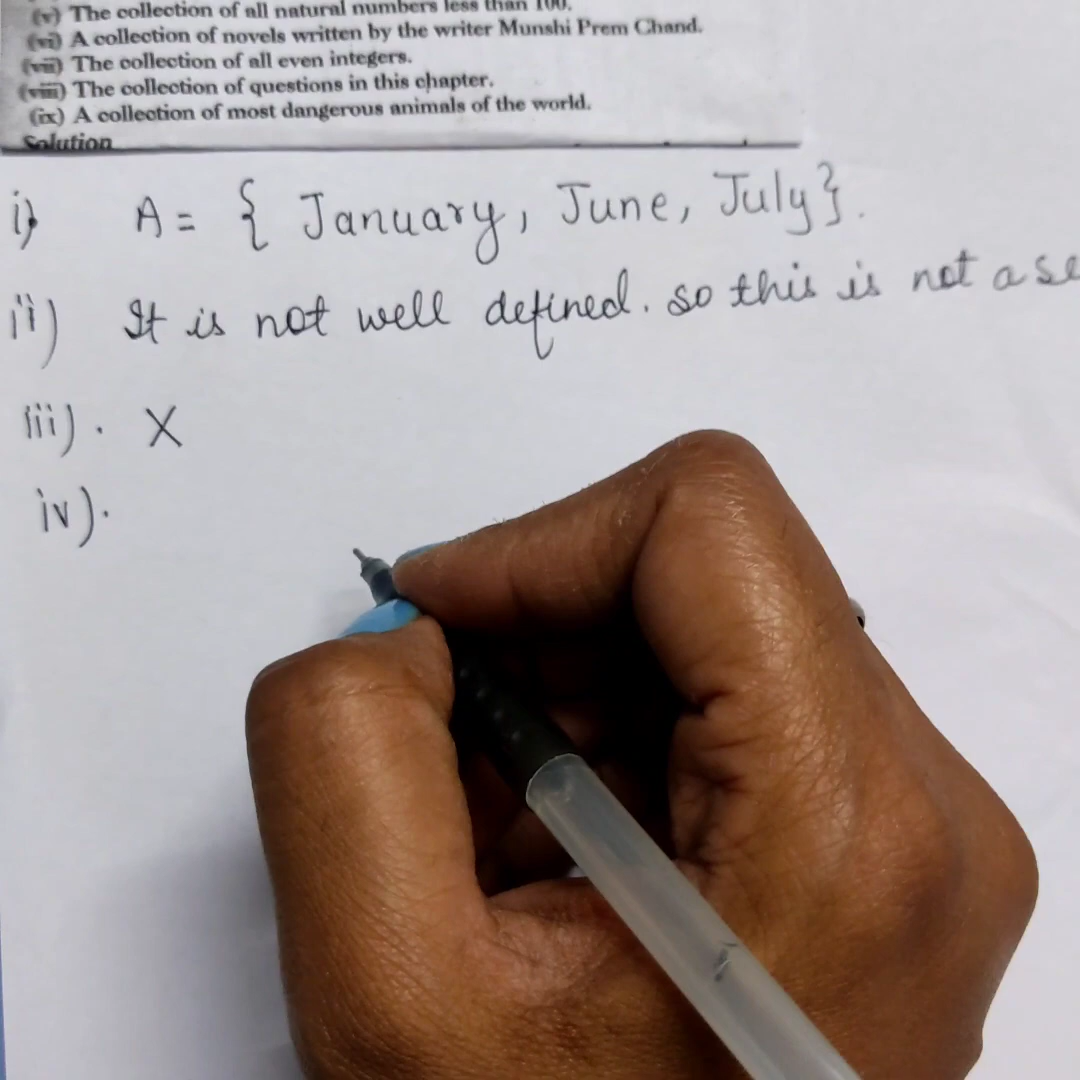 (v) The collection of all natural numbers less than 100.
(vi) A collection of novels written by the writer Munshi Prem Chand.
(vii) The collection of all even integers.
(viii) The collection of questions in this chapter.
(ix) A collection of most dangerous animals of the world.
Solution
i) A = { January, June, July}.
ii) It is not well defined. so this is not a se
iii). X
iv).